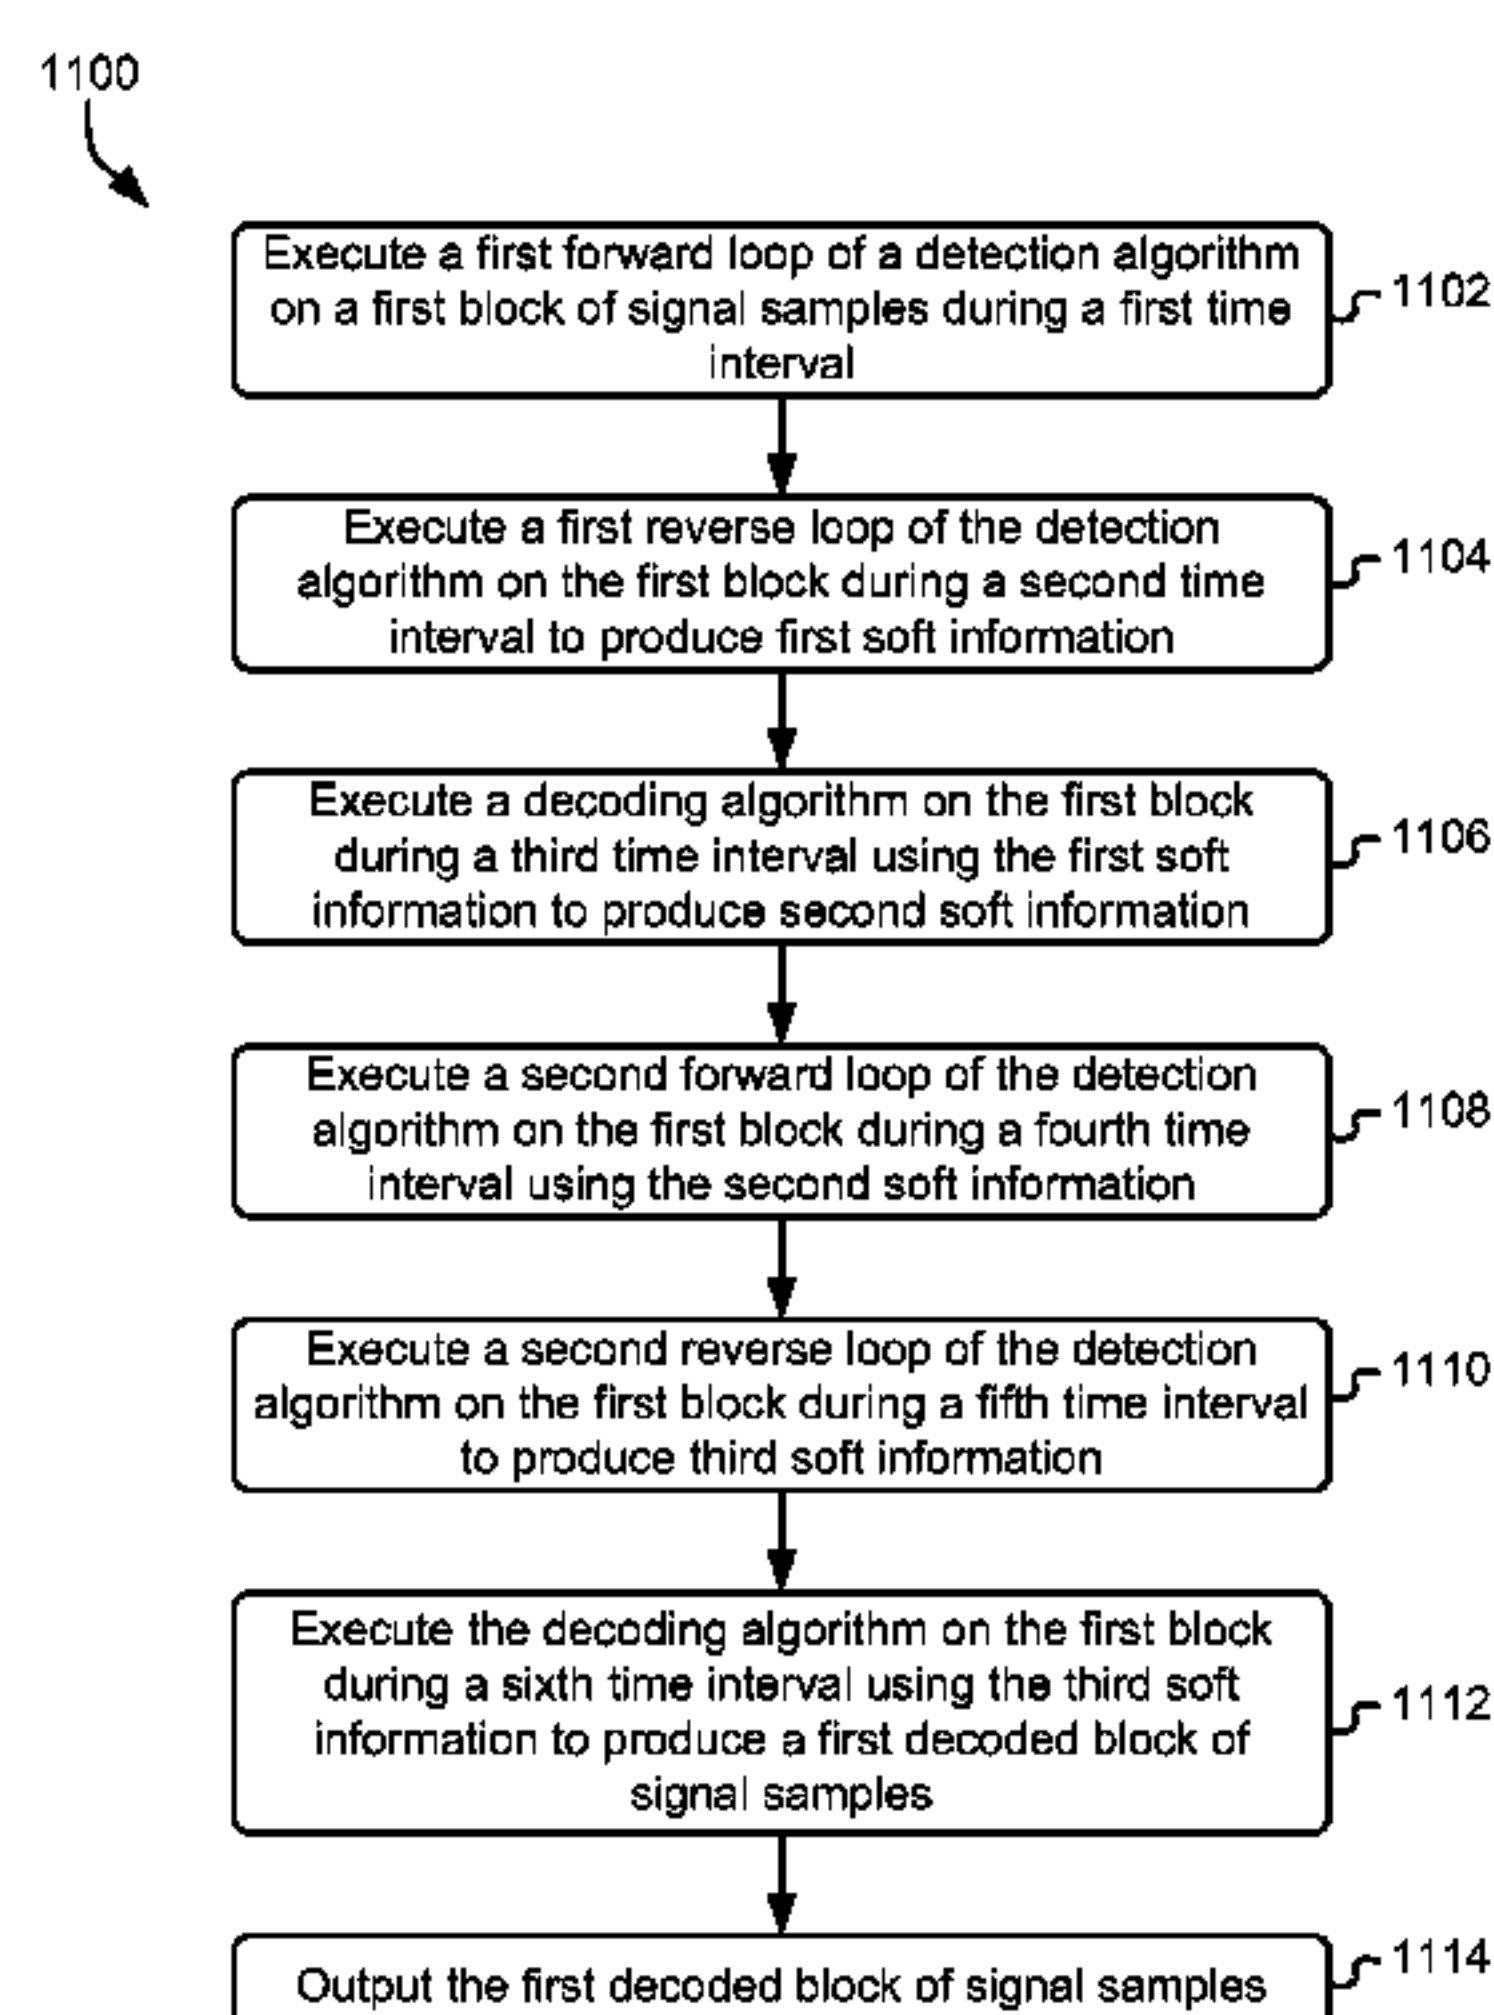 1100
Execute a first forward loop of a detection algorithm
on a first block of signal samples during a first time
interval
1102
Execute a first reverse loop of the detection
algorithm on the first block during a second time
interval to produce first soft information
1104
Execute a decoding algorithm on the first block
during a third time interval using the first soft
information to produce second soft information
1106
Execute a second forward loop of the detection
algorithm on the first block during a fourth time
interval using the second soft information
1108
Execute a second reverse loop of the detection
algorithm on the first block during a fifth time interval
to produce third soft information
1110
Execute the decoding algorithm on the first block
during a sixth time interval using the third soft
information to produce a first decoded block of
signal samples
1112
Output the first decoded block of signal samples
1114